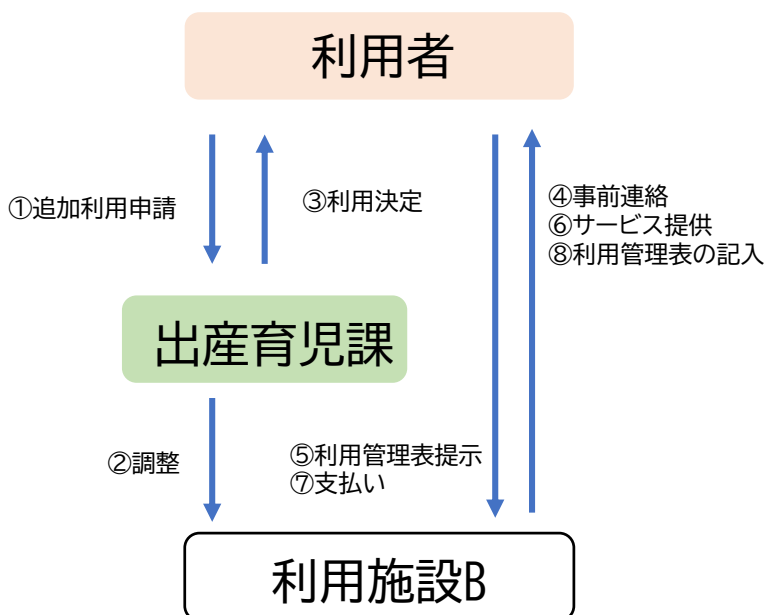 利用者
①追加利用申請
③利用決定
④事前連絡
⑥サービス提供
⑧利用管理表の記入
出産育児課
②調整
⑤利用管理表提示
⑦支払い
利用施設B